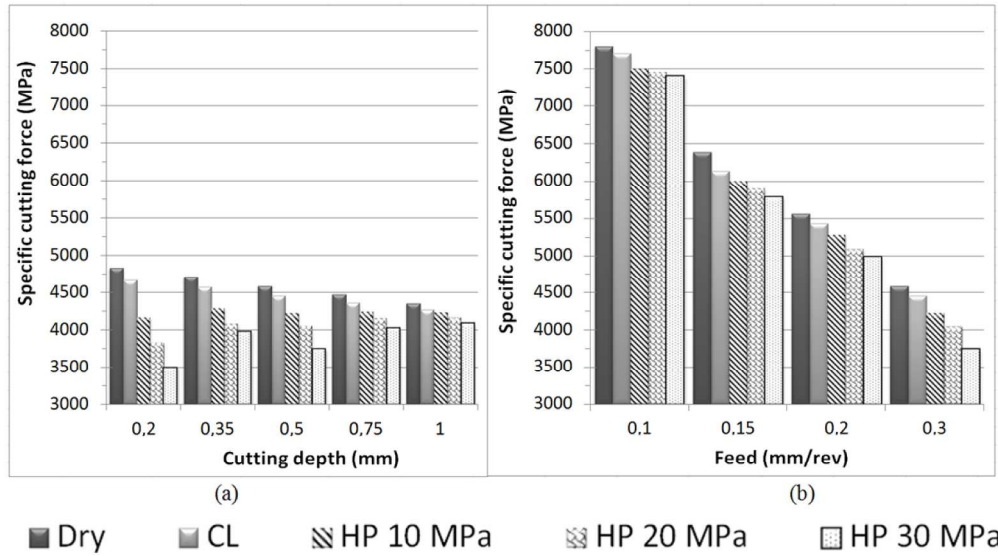 Specific cutting force (MPa)
8000
7500
7000
6500
6000
5500
5000
4500
4000
3500
3000
0,2 0,35 0,5 0,75 1
Cutting depth (mm)
(a)
Specific cutting force (MPa)
8000
7500
7000
6500
6000
5500
5000
4500
4000
3500
3000
0,1 0,15 0,2 0,3
Feed (mm/rev)
(b)
Dry CL HP 10 MPa HP 20 MPa HP 30 MPa